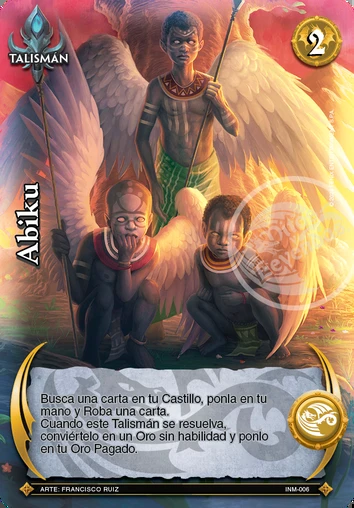 TALISMAN
2
Abiku
Busca una carta en tu Castillo, ponla en tu
mano y Roba una carta.
Cuando este Talismán se resuelva,
conviértelo en un Oro sin habilidad y ponlo
en tu Oro Pagado.
ARTE: FRANCISCO RUIZ
INM-006